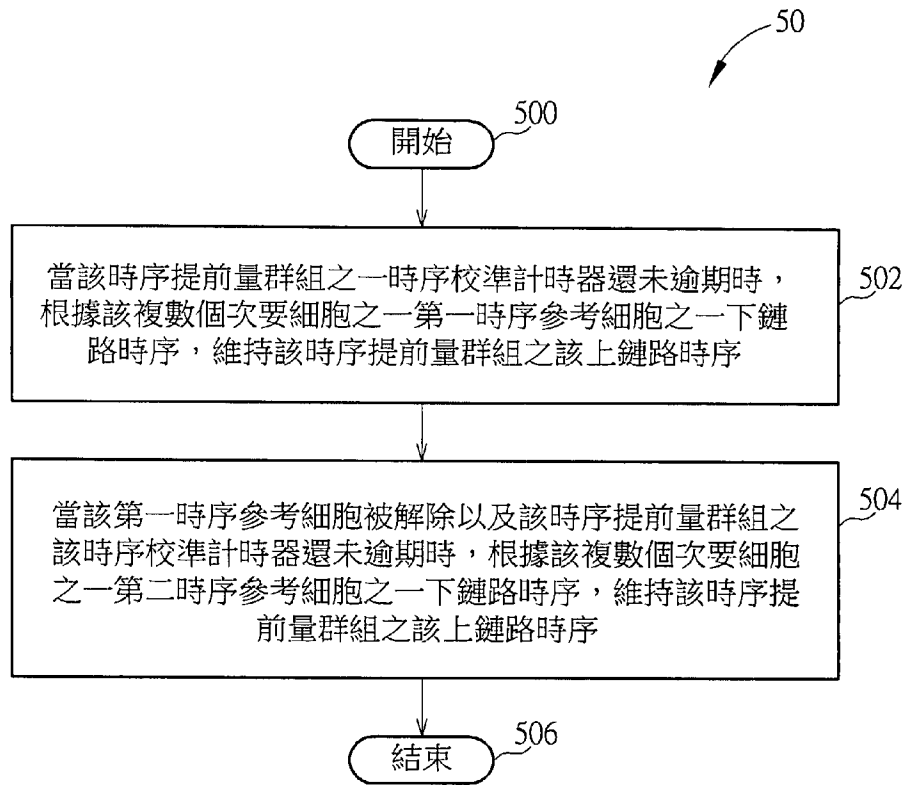 50
開始
500
當該時序提前量群組之一時序校準計時器還未逾期時，
根據該複數個次要細胞之一第一時序參考細胞之一下鏈
路時序，維持該時序提前量群組之該上鏈路時序
502
當該第一時序參考細胞被解除以及該時序提前量群組之
該時序校準計時器還未逾期時，根據該複數個次要細胞
之一第二時序參考細胞之一下鏈路時序，維持該時序提
前量群組之該上鏈路時序
504
結束
506